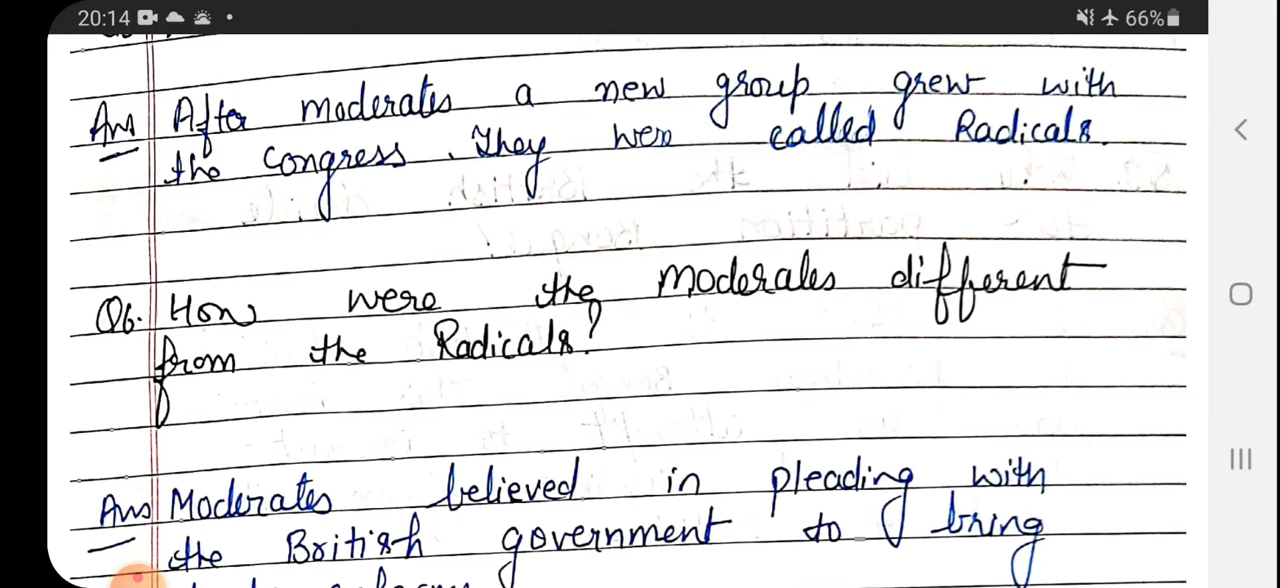 20:14
66%
Ans After moderates a new group grew with
the congress. They were called Radicals.
Q6. How were the moderates different
from the Radicals?
Ans Moderates believed in pleading with
the British government to bring